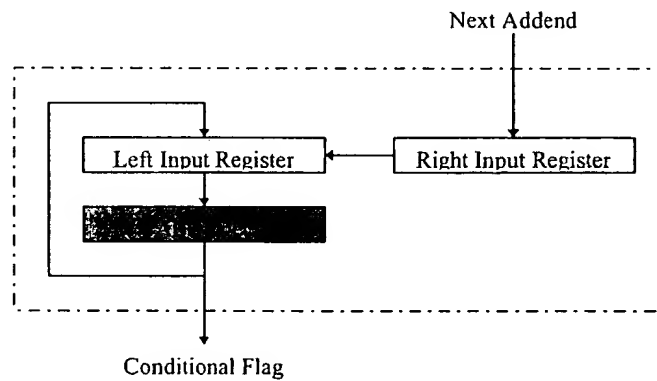 Next Addend
Left Input Register
Right Input Register
Conditional Flag